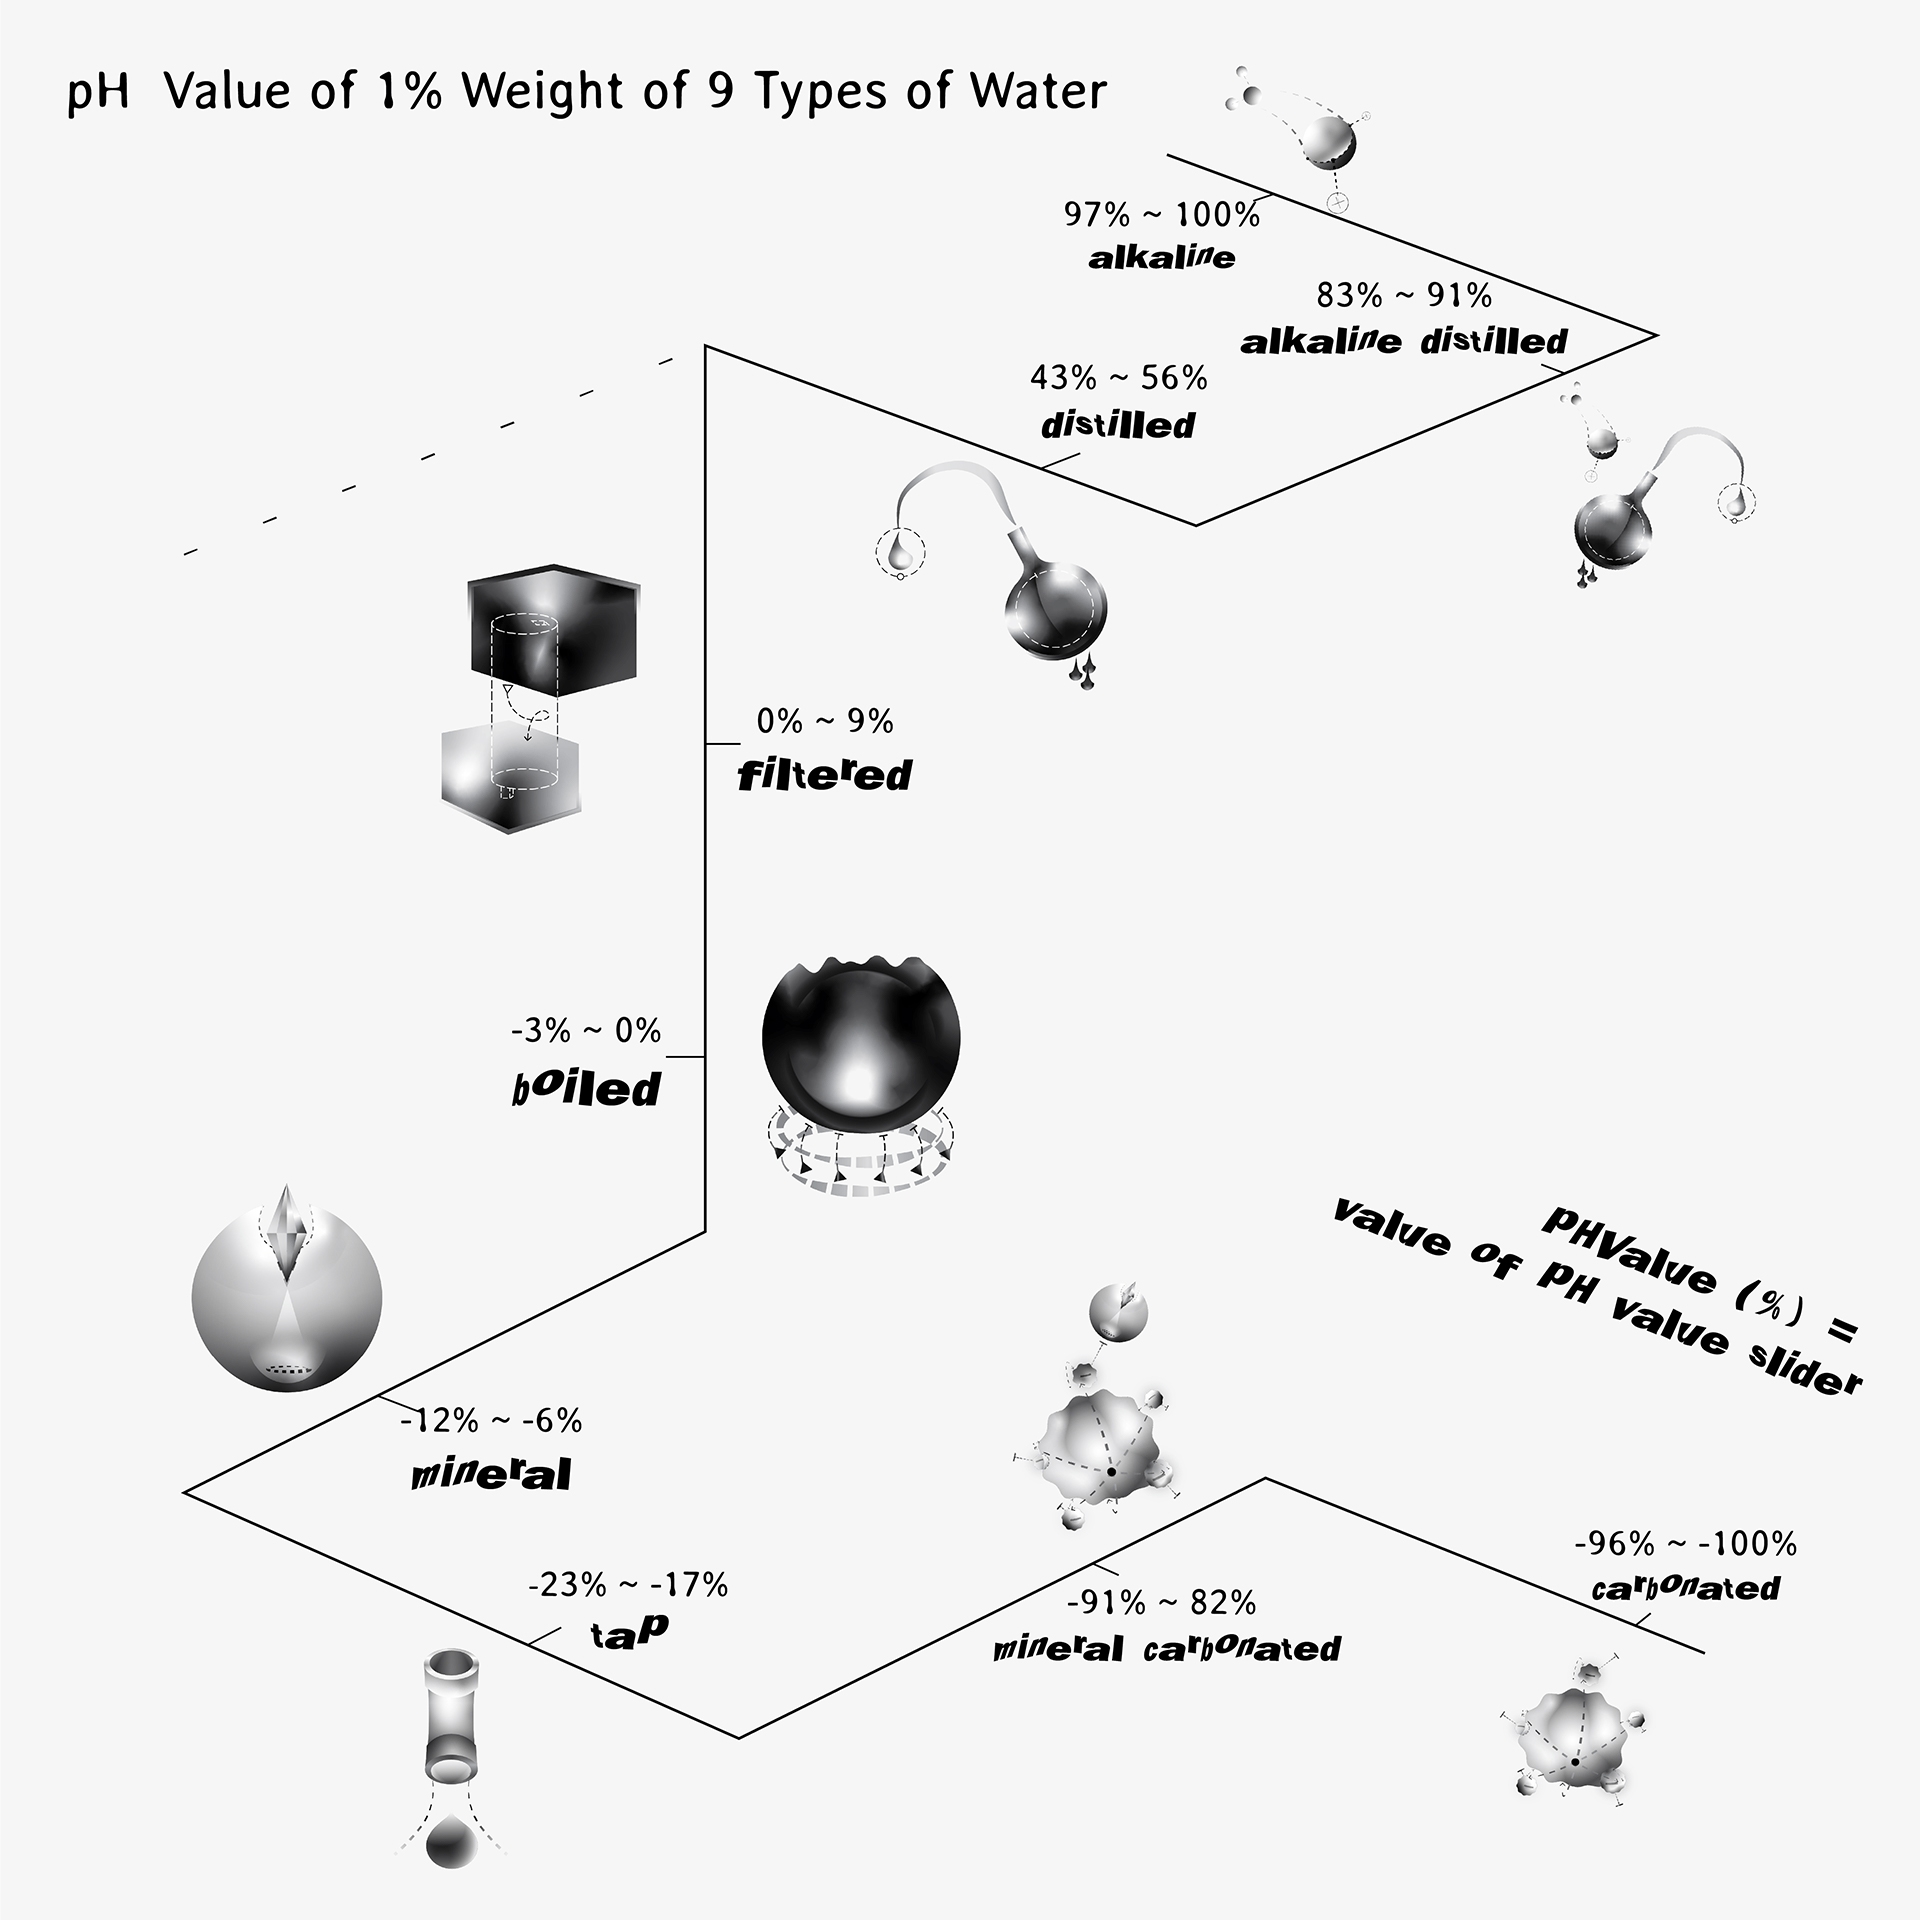 pH Value of 1% Weight of 9 Types of Water
97% ~ 100%
alkaline
83% ~ 91%
alkaline distilled
43% ~ 56%
distilled
0% ~ 9%
filtered
-3% ~ 0%
boiled
-12% ~ -6%
mineral
-23% ~ -17%
tap
-91% ~ 82%
mineral carbonated
-96% ~ -100%
carbonated
pHValue (%) =
value of pH value slider